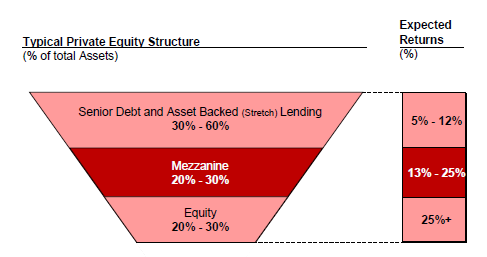 Typical Private Equity Structure
(% of total Assets)
Expected
Returns
(%)
Senior Debt and Asset Backed (Stretch) Lending
30% - 60%
5% - 12%
Mezzanine
20% - 30%
13% - 25%
Equity
20% - 30%
25%+